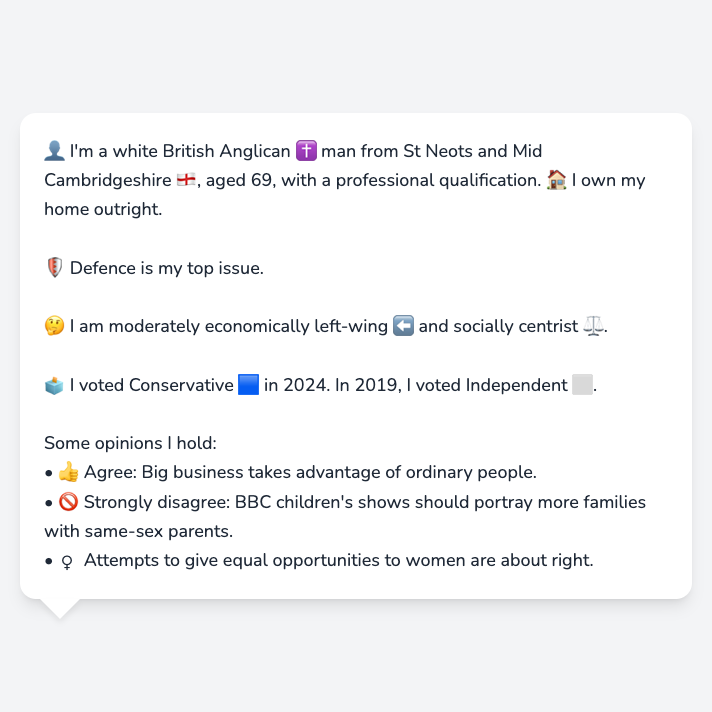 👤 I'm a white British Anglican ✝️ man from St Neots and Mid
Cambridgeshire 🏴󠁧󠁢󠁥󠁮󠁧󠁿, aged 69, with a professional qualification. 🏠 I own my
home outright.
🛡️ Defence is my top issue.
🤔 I am moderately economically left-wing ⬅️ and socially centrist ⚖️.
🗳️ I voted Conservative 🟦 in 2024. In 2019, I voted Independent ⬜.
Some opinions I hold:
• 👍 Agree: Big business takes advantage of ordinary people.
• 🚫 Strongly disagree: BBC children's shows should portray more families
with same-sex parents.
• ♀ Attempts to give equal opportunities to women are about right.